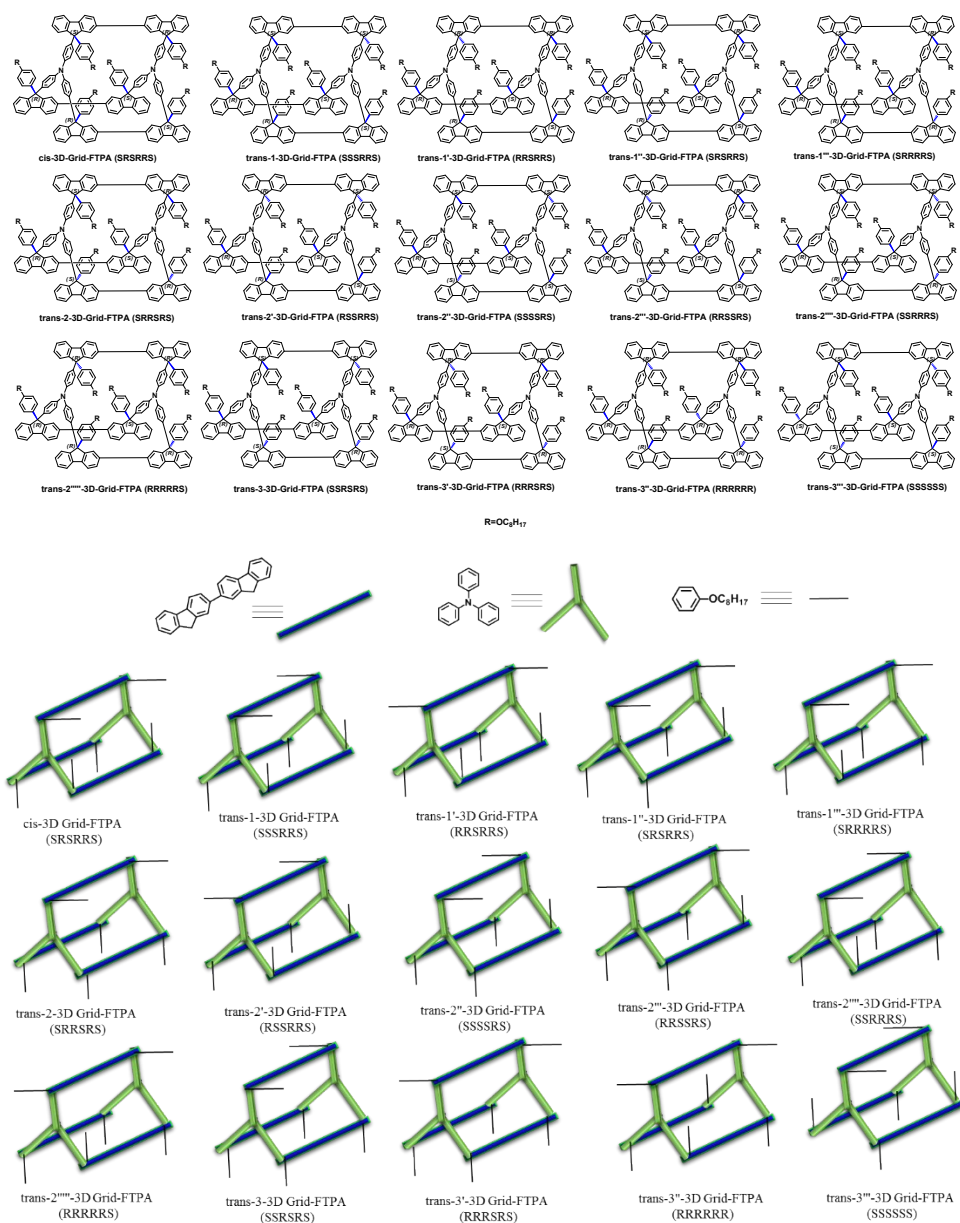 cis-3D-Grid-FTPA (SRSRRS)
trans-1-3D-Grid-FTPA (SSSRRS)
trans-1'-3D-Grid-FTPA (RRSRRS)
trans-1''-3D-Grid-FTPA (SRSRRS)
trans-1'''-3D-Grid-FTPA (SRRRRS)
trans-2-3D-Grid-FTPA (SRRSRS)
trans-2'-3D-Grid-FTPA (RSSRRS)
trans-2''-3D-Grid-FTPA (SSSSRS)
trans-2'''-3D-Grid-FTPA (RRSSRS)
trans-2''''-3D-Grid-FTPA (SSRRRS)
trans-2'''''-3D-Grid-FTPA (RRRRRS)
trans-3-3D-Grid-FTPA (SSRSRS)
trans-3'-3D-Grid-FTPA (RRRSRS)
trans-3''-3D-Grid-FTPA (RRRRRR)
trans-3'''-3D-Grid-FTPA (SSSSSS)
R=OC₈H₁₇
N
OC₈H₁₇
cis-3D Grid-FTPA
(SRSRRS)
trans-1-3D Grid-FTPA
(SSSRRS)
trans-1'-3D Grid-FTPA
(RRSRRS)
trans-1''-3D Grid-FTPA
(SRSRRS)
trans-1'''-3D Grid-FTPA
(SRRRRS)
trans-2-3D Grid-FTPA
(SRRSRS)
trans-2'-3D Grid-FTPA
(RSSRRS)
trans-2''-3D Grid-FTPA
(SSSSRS)
trans-2'''-3D Grid-FTPA
(RRSSRS)
trans-2''''-3D Grid-FTPA
(SSRRRS)
trans-2'''''-3D Grid-FTPA
(RRRRRS)
trans-3-3D Grid-FTPA
(SSRSRS)
trans-3'-3D Grid-FTPA
(RRRSRS)
trans-3''-3D Grid-FTPA
(RRRRRR)
trans-3'''-3D Grid-FTPA
(SSSSSS)